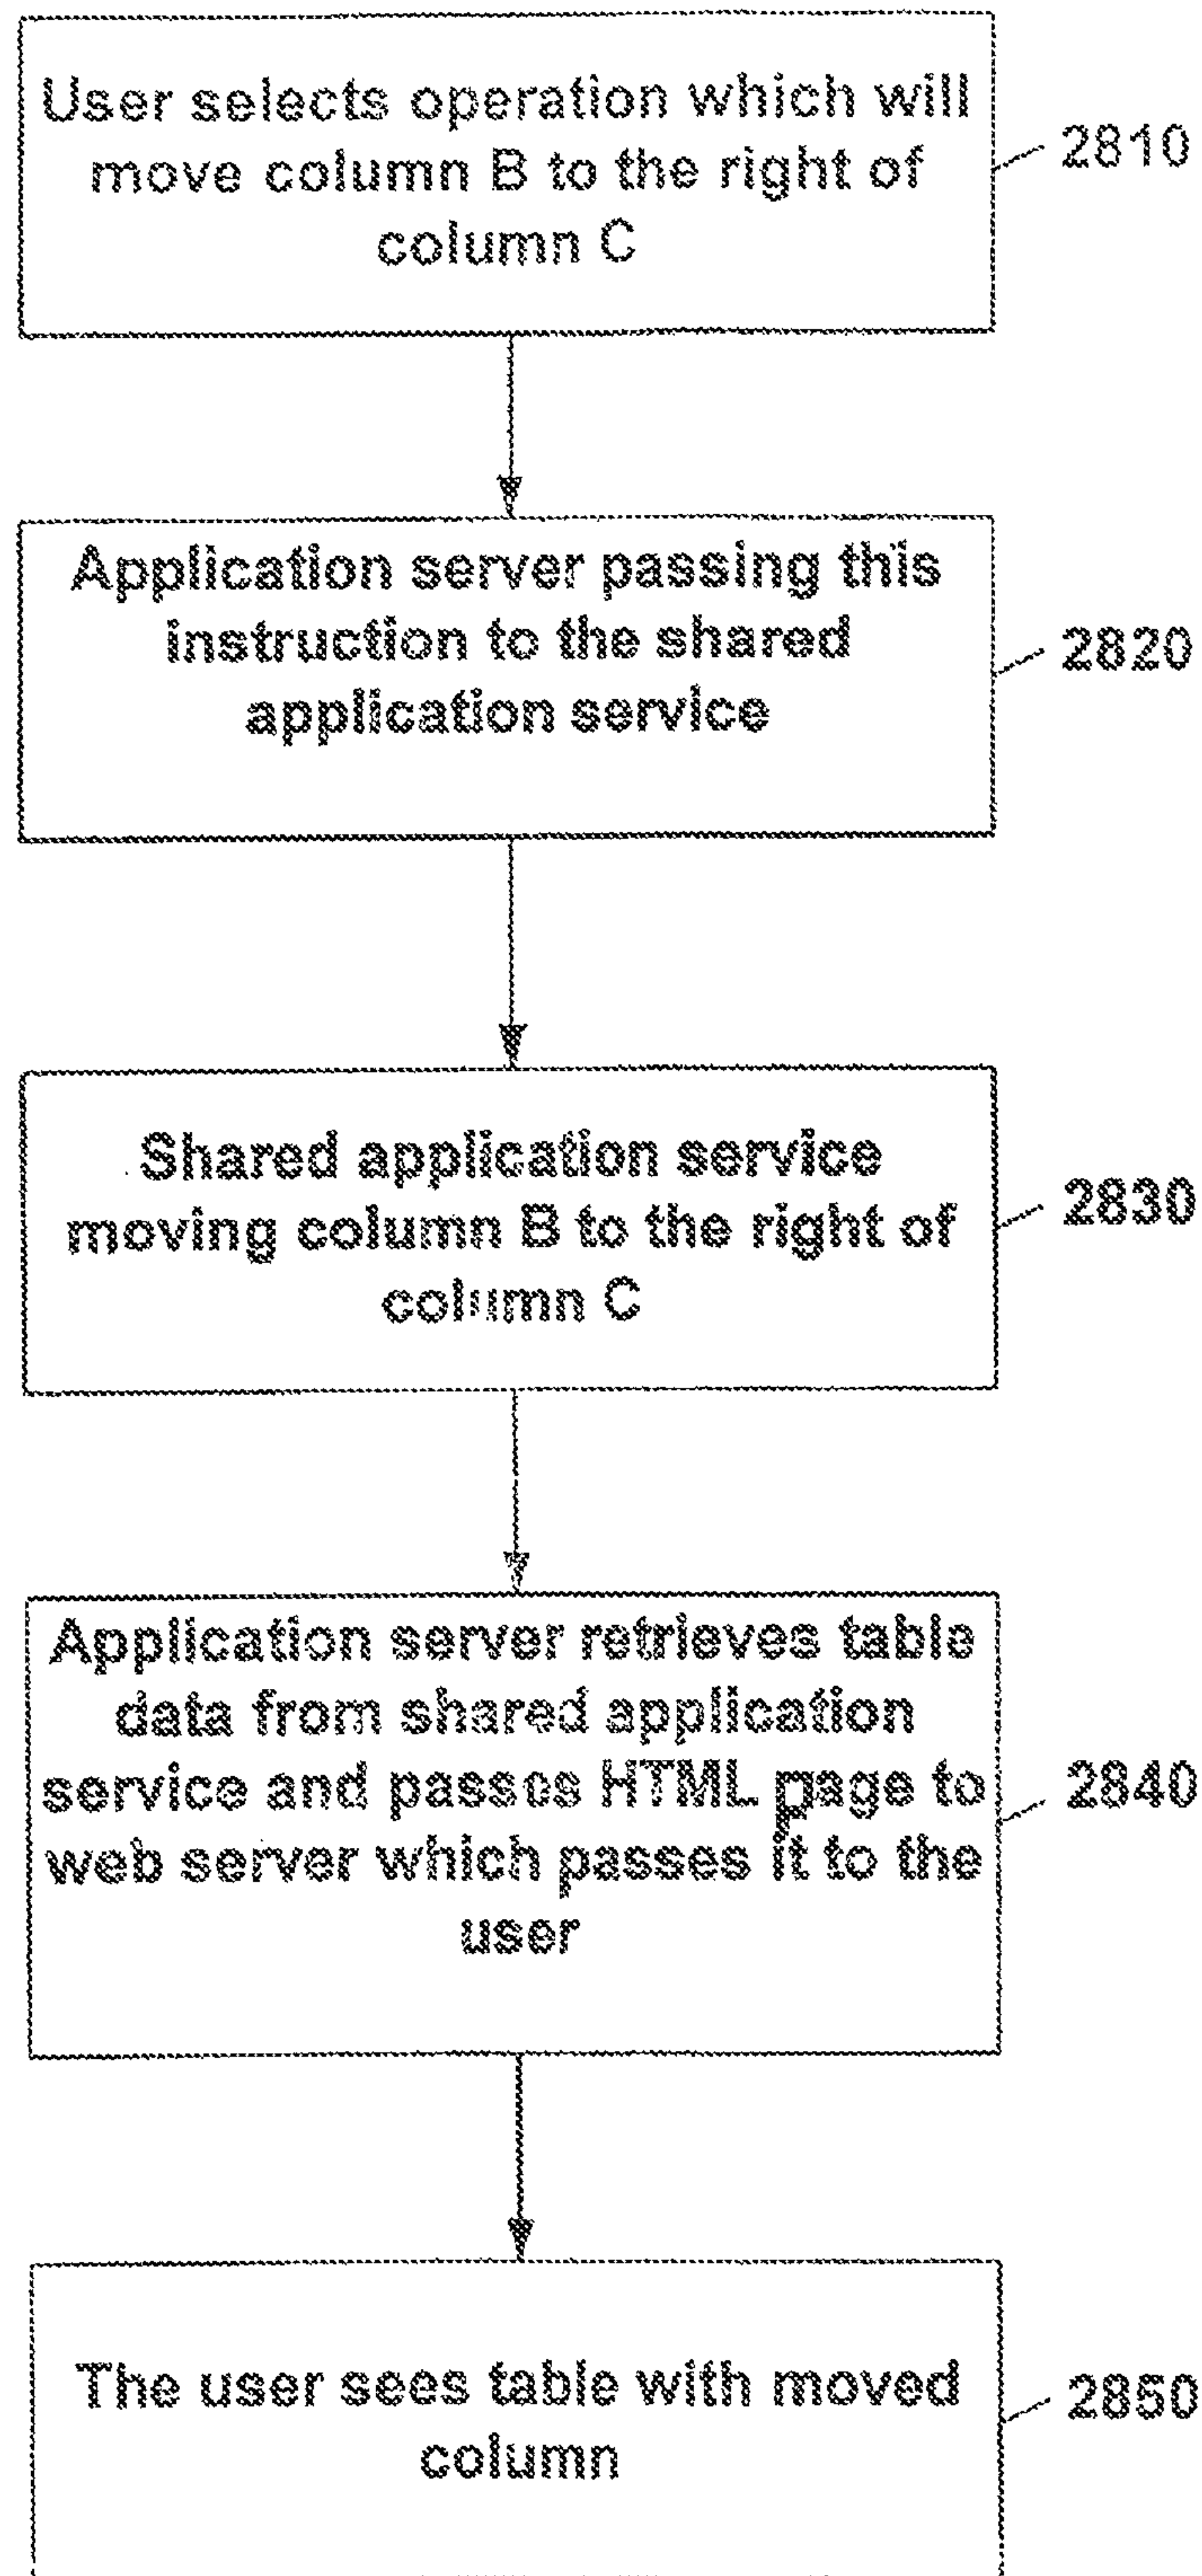 User selects operation which will
move column B to the right of
column C
2810
Application server passing this
instruction to the shared
application service
2820
Shared application service
moving column B to the right of
column C
2830
Application server retrieves table
data from shared application
service and passes HTML page to
web server which passes it to the
user
2840
The user sees table with moved
column
2850